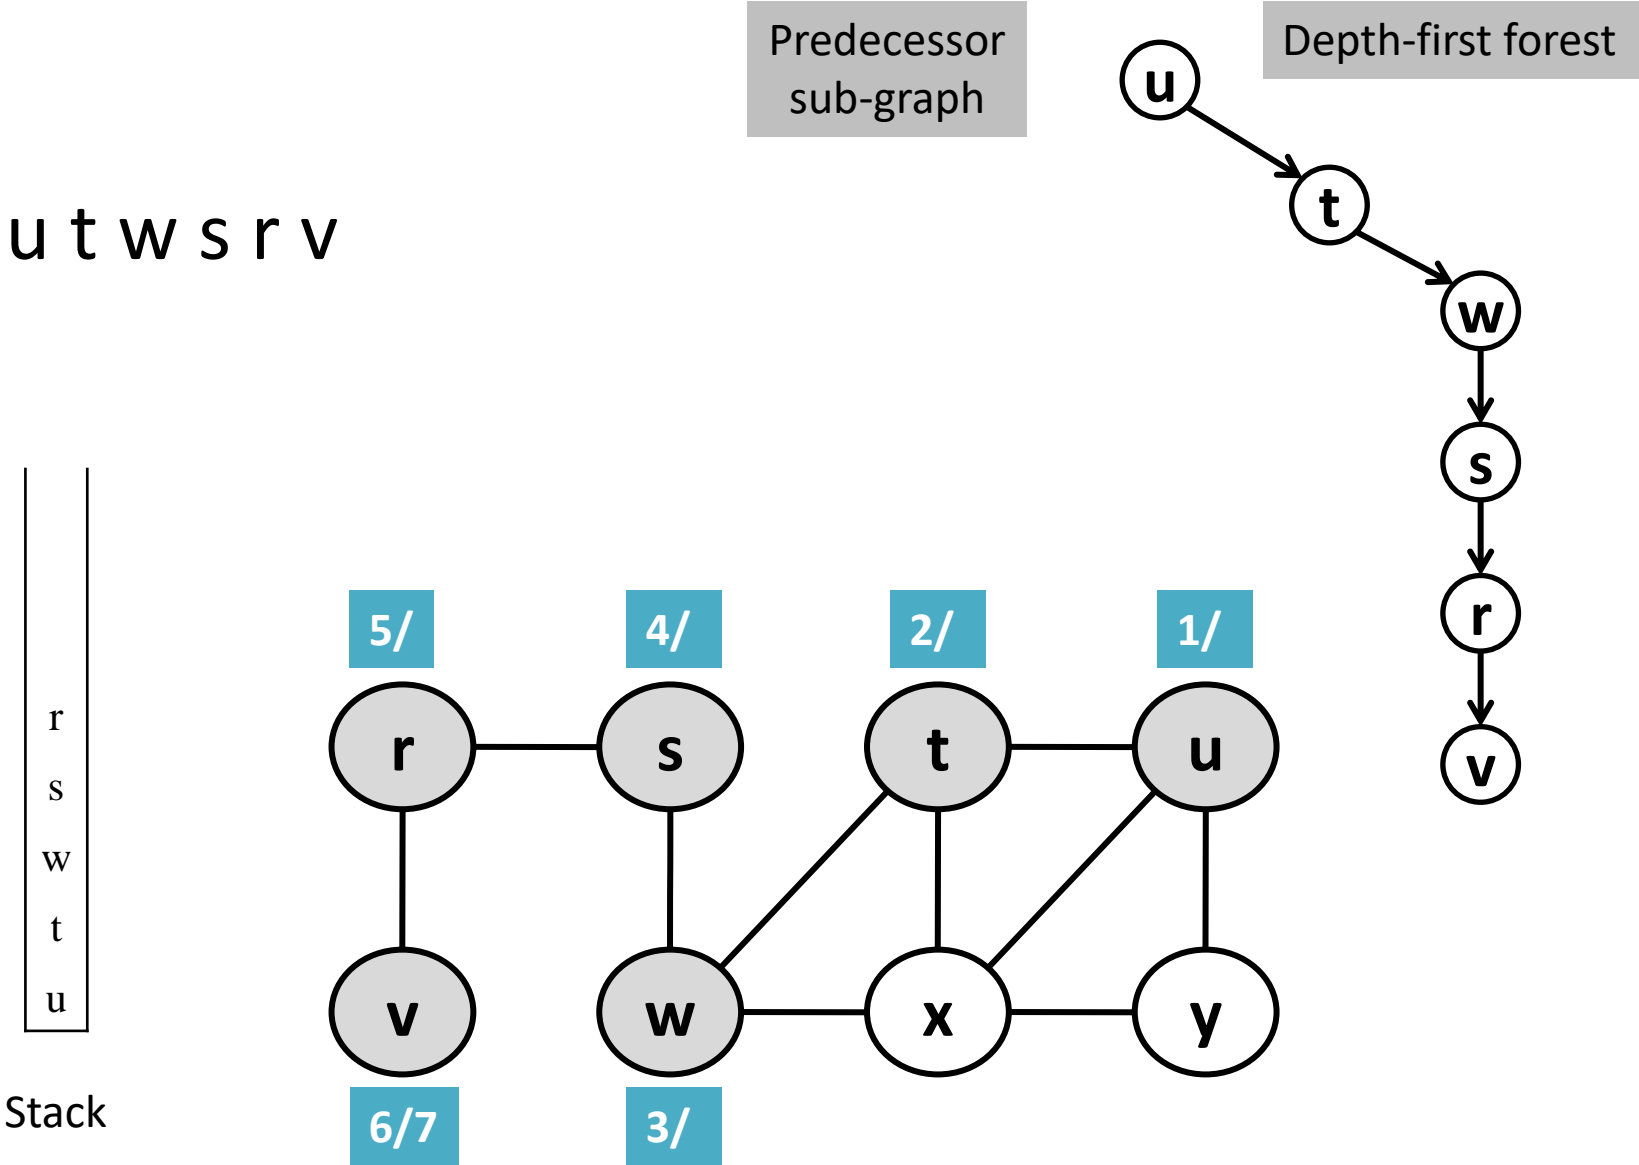 Predecessor
sub-graph
Depth-first forest
u
t
w
s
r
v
u t w s r v
r
s
w
t
u
Stack
5/
4/
2/
1/
r
s
t
u
v
w
x
y
6/7
3/